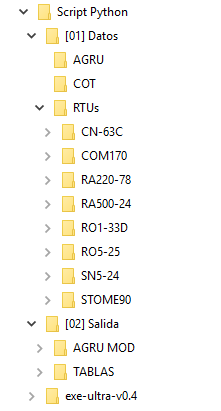 Script Python
[01] Datos
AGRU
COT
RTUs
CN-63C
COM170
RA220-78
RA500-24
RO1-33D
RO5-25
SN5-24
STOME90
[02] Salida
AGRU MOD
TABLAS
exe-ultra-v0.4